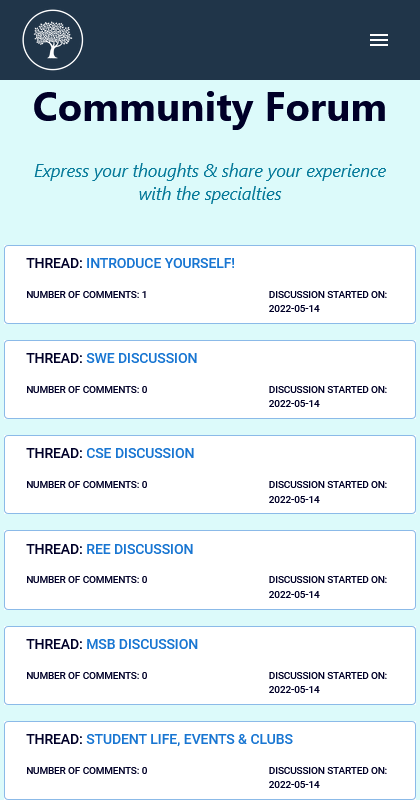 Community Forum
Express your thoughts & share your experience
with the specialties
THREAD: INTRODUCE YOURSELF!
NUMBER OF COMMENTS: 1
DISCUSSION STARTED ON:
2022-05-14
THREAD: SWE DISCUSSION
NUMBER OF COMMENTS: 0
DISCUSSION STARTED ON:
2022-05-14
THREAD: CSE DISCUSSION
NUMBER OF COMMENTS: 0
DISCUSSION STARTED ON:
2022-05-14
THREAD: REE DISCUSSION
NUMBER OF COMMENTS: 0
DISCUSSION STARTED ON:
2022-05-14
THREAD: MSB DISCUSSION
NUMBER OF COMMENTS: 0
DISCUSSION STARTED ON:
2022-05-14
THREAD: STUDENT LIFE, EVENTS & CLUBS
NUMBER OF COMMENTS: 0
DISCUSSION STARTED ON:
2022-05-14